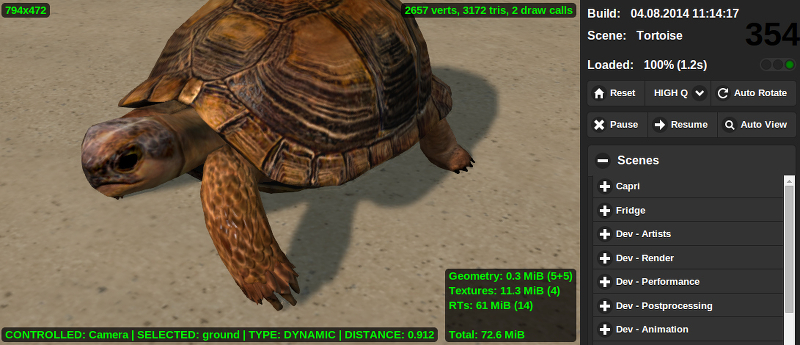 794x472
2657 verts, 3172 tris, 2 draw calls
Geometry: 0.3 MiB (5+5)
Textures: 11.3 MiB (4)
RTs: 61 MiB (14)
Total: 72.6 MiB
CONTROLLED: Camera | SELECTED: ground | TYPE: DYNAMIC | DISTANCE: 0.912
Build: 04.08.2014 11:14:17
354
Scene: Tortoise
Loaded: 100% (1.2s)
Reset HIGH Q Auto Rotate
Pause Resume Auto View
Scenes
Capri
Fridge
Dev - Artists
Dev - Render
Dev - Performance
Dev - Postprocessing
Dev - Animation